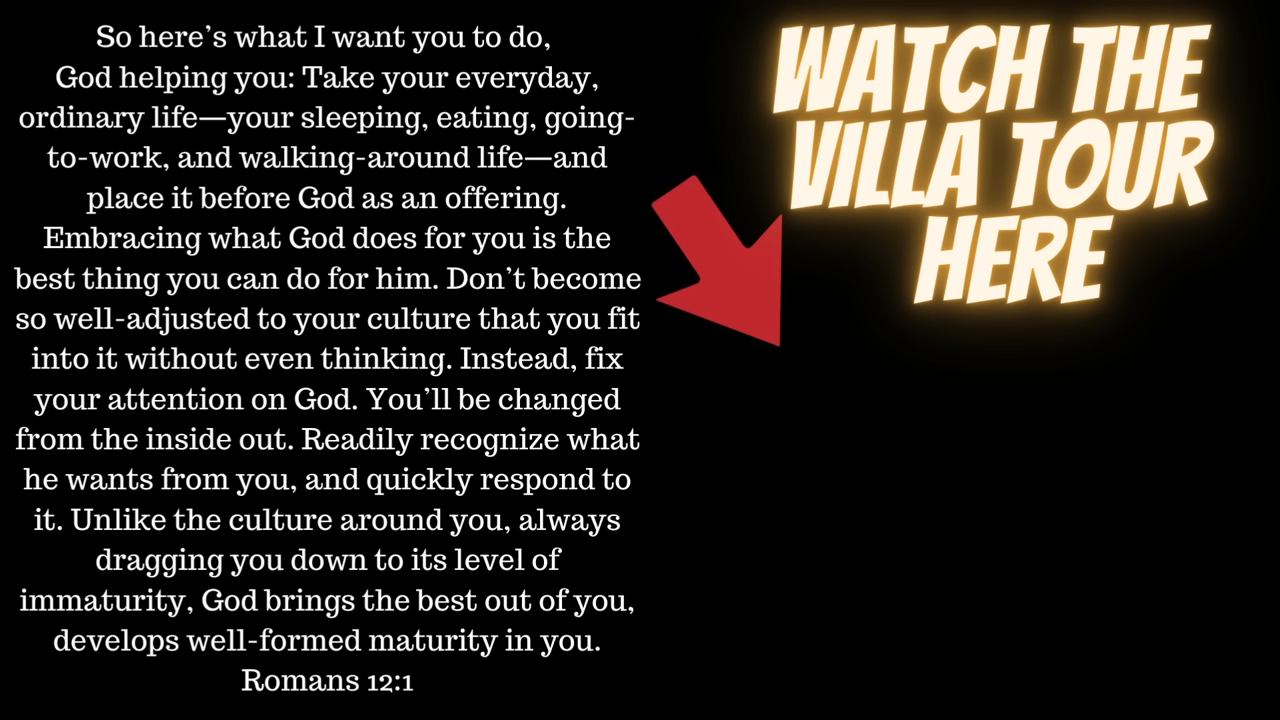 So here’s what I want you to do,
God helping you: Take your everyday,
ordinary life—your sleeping, eating, going-
to-work, and walking-around life—and
place it before God as an offering.
Embracing what God does for you is the
best thing you can do for him. Don’t become
so well-adjusted to your culture that you fit
into it without even thinking. Instead, fix
your attention on God. You’ll be changed
from the inside out. Readily recognize what
he wants from you, and quickly respond to
it. Unlike the culture around you, always
dragging you down to its level of
immaturity, God brings the best out of you,
develops well-formed maturity in you.
Romans 12:1
WATCH THE
VILLA TOUR
HERE